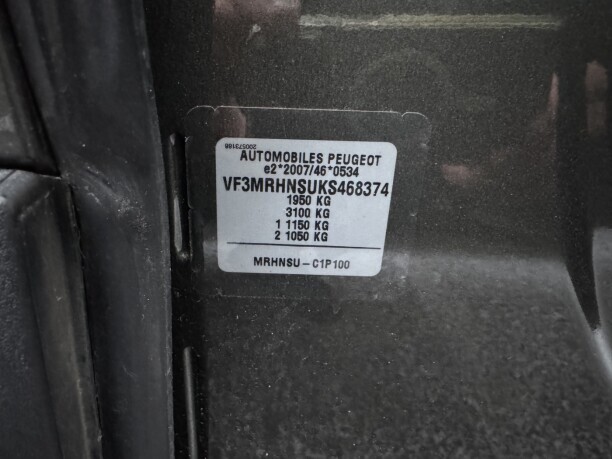 200573188
AUTOMOBILES PEUGEOT
e2*2007/46*0534
VF3MRHNSUKS468374
1950 KG
3100 KG
1 1150 KG
2 1050 KG
MRHNSU-C1P100